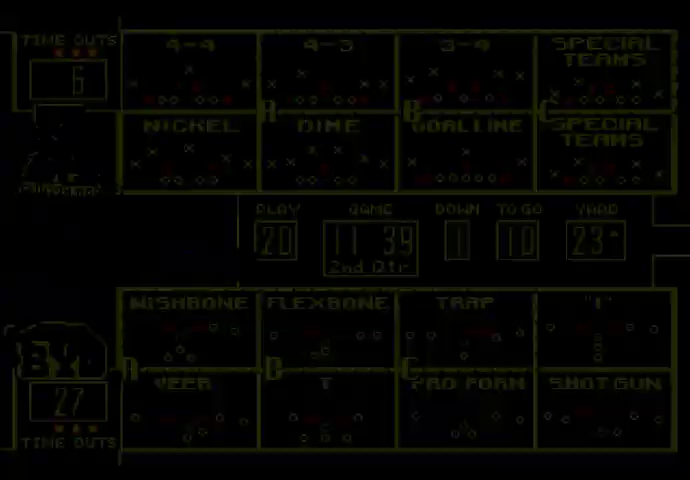 TIME OUTS
6
4-4
4-3
3-4
SPECIAL TEAMS
A
B
C
NICKEL
DIME
GOAL LINE
SPECIAL TEAMS
PLAY
GAME
DOWN
TO GO
YARD
20
11 39
1
10
23
2nd Qtr
WISHBONE
FLEXBONE
TRAP
"I"
A
B
C
VEER
T
PRO FORM
SHOTGUN
BYU
27
TIME OUTS